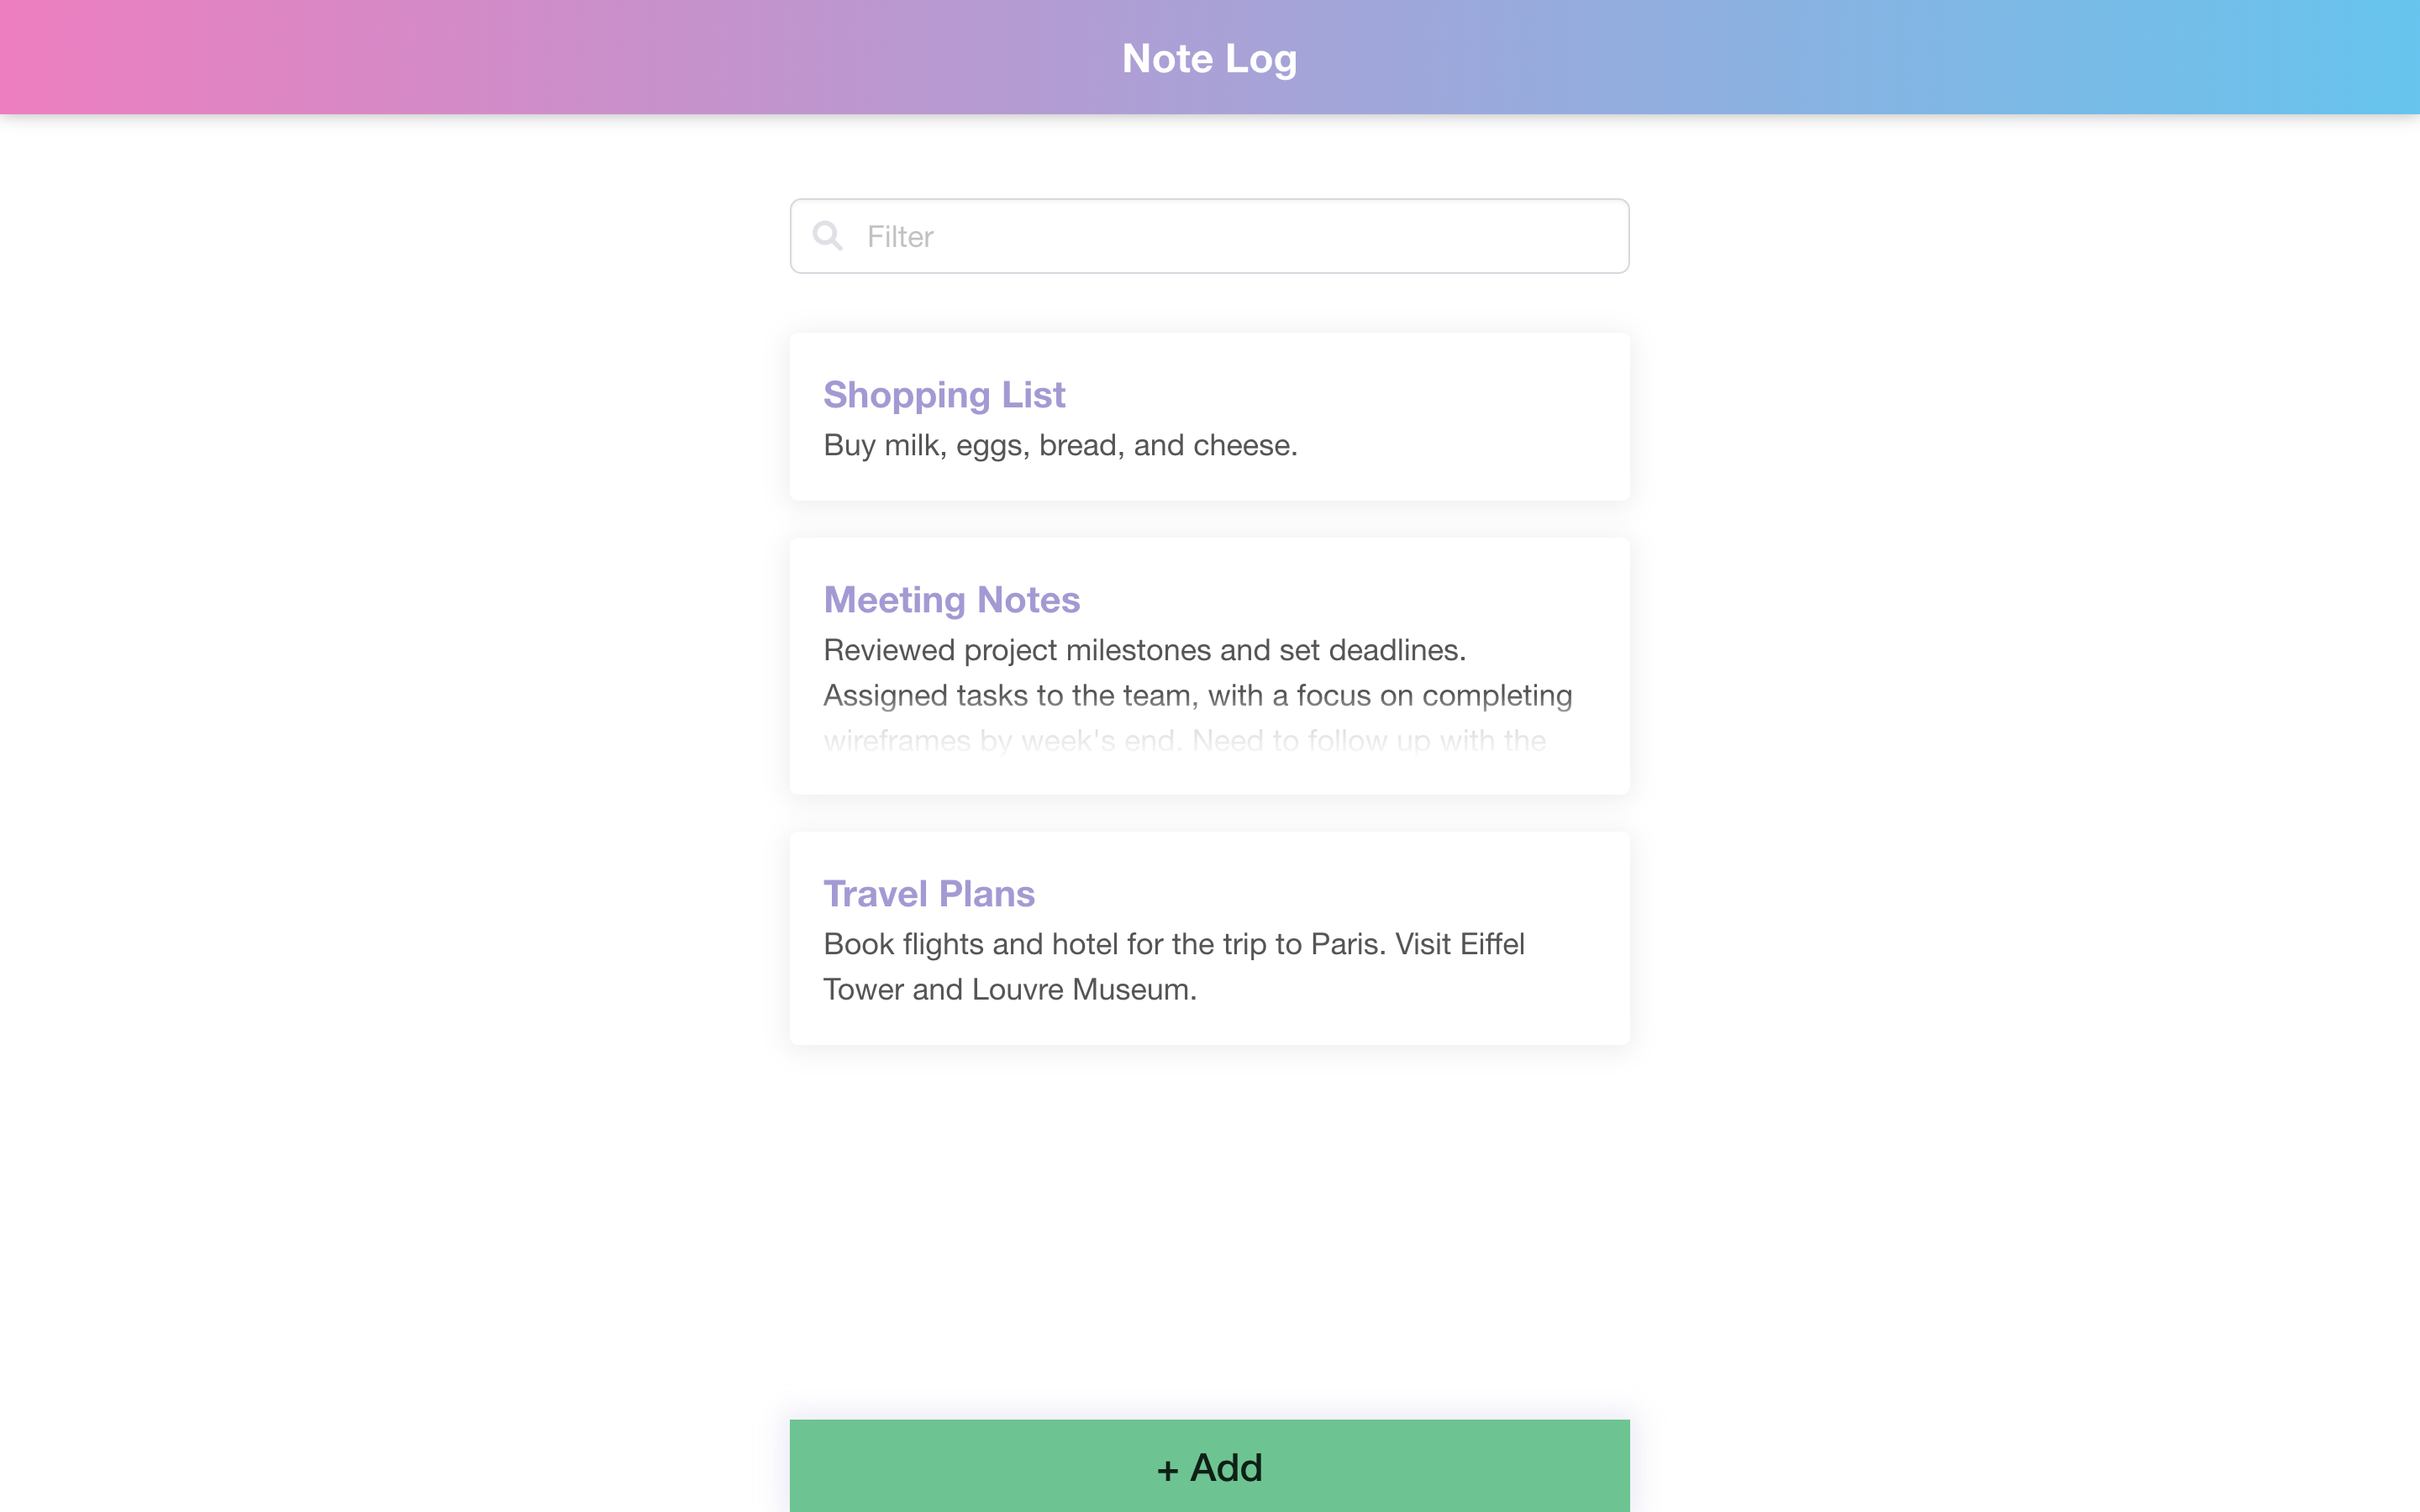 Note Log
Filter
Shopping List
Buy milk, eggs, bread, and cheese.
Meeting Notes
Reviewed project milestones and set deadlines.
Assigned tasks to the team, with a focus on completing
wireframes by week's end. Need to follow up with the
Travel Plans
Book flights and hotel for the trip to Paris. Visit Eiffel
Tower and Louvre Museum.
+ Add